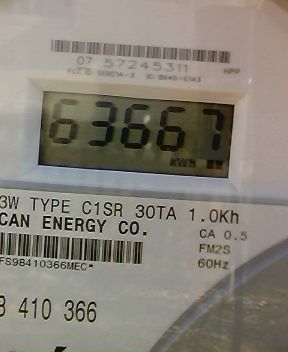 07 57245311
63667
KWH
3W TYPE C1SR 30TA 1.0Kh
CAN ENERGY CO.
CA 0.5
FM2S
FS98410366MEC*
60Hz
410 366